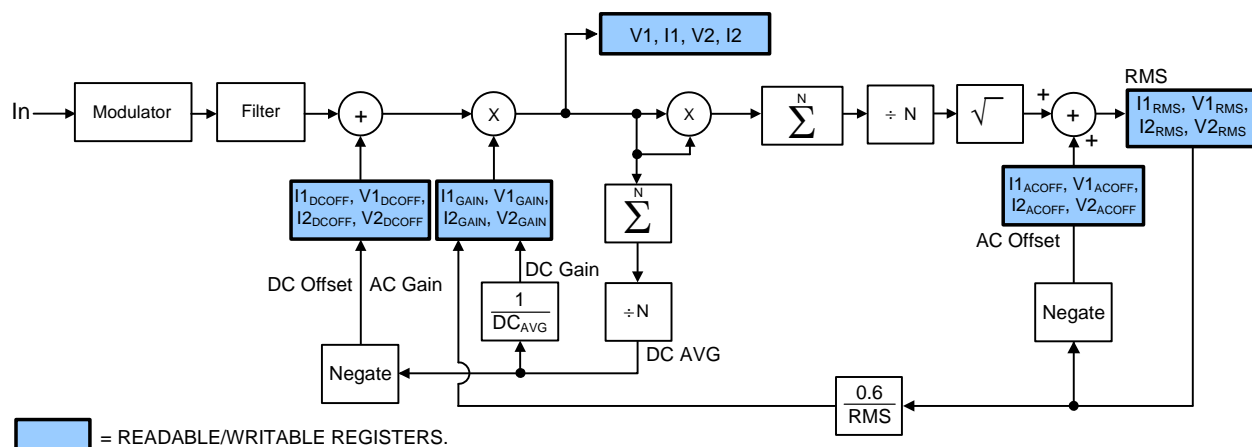 V1, I1, V2, I2
In
Modulator
Filter
+
X
X
N
∑
÷ N
√
+
+
+
RMS
I1RMS, V1RMS,
I2RMS, V2RMS
I1DCOFF, V1DCOFF,
I2DCOFF, V2DCOFF
I1GAIN, V1GAIN,
I2GAIN, V2GAIN
N
∑
I1ACOFF, V1ACOFF,
I2ACOFF, V2ACOFF
DC Offset
AC Gain
DC Gain
AC Offset
1
DCAVG
÷N
Negate
DC AVG
Negate
0.6
RMS
= READABLE/WRITABLE REGISTERS.